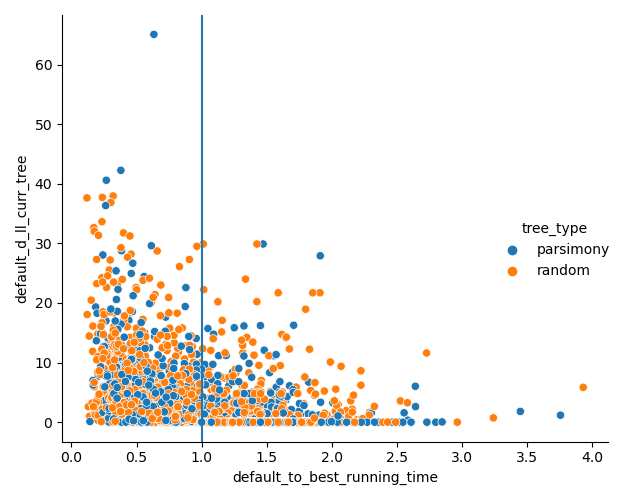 60
50
40
30
20
10
0
default_d_ll_curr_tree
0.0 0.5 1.0 1.5 2.0 2.5 3.0 3.5 4.0
default_to_best_running_time
tree_type
parsimony
random